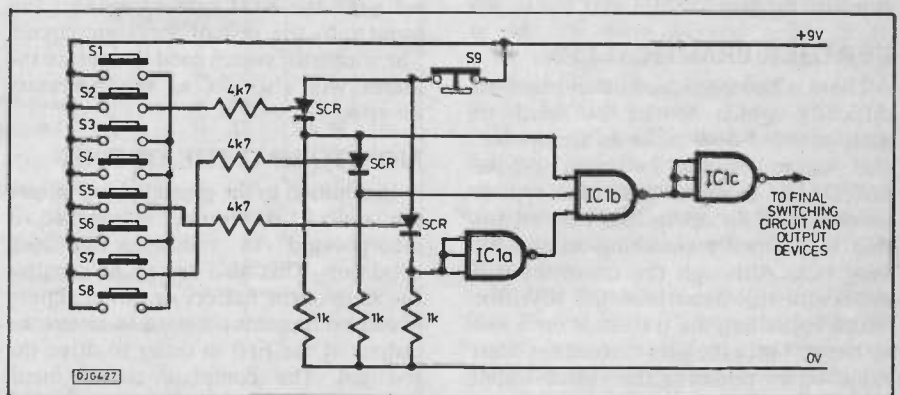 S1
S2
S3
S4
S5
S6
S7
S8
4k7
4k7
4k7
SCR
SCR
SCR
S9
+9V
IC1a
IC1b
IC1c
TO FINAL
SWITCHING
CIRCUIT AND
OUTPUT
DEVICES
1k
1k
1k
0V
DJG427